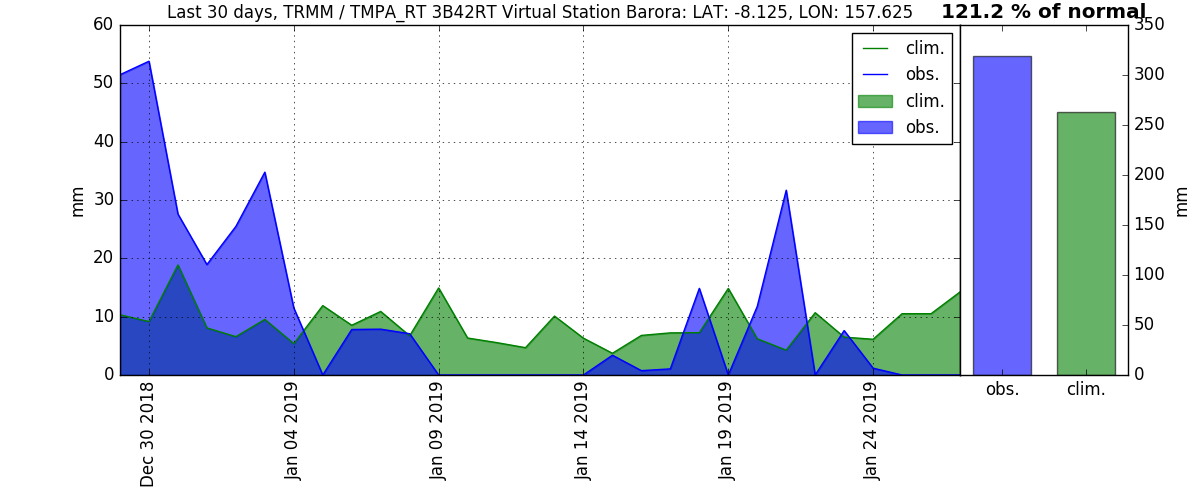 Last 30 days, TRMM / TMPA_RT 3B42RT Virtual Station Barora: LAT: -8.125, LON: 157.625
121.2 % of normal
60
50
40
30
20
10
0
mm
clim.
obs.
clim.
obs.
Dec 30 2018
Jan 04 2019
Jan 09 2019
Jan 14 2019
Jan 19 2019
Jan 24 2019
350
300
250
200
150
100
50
0
mm
obs.
clim.